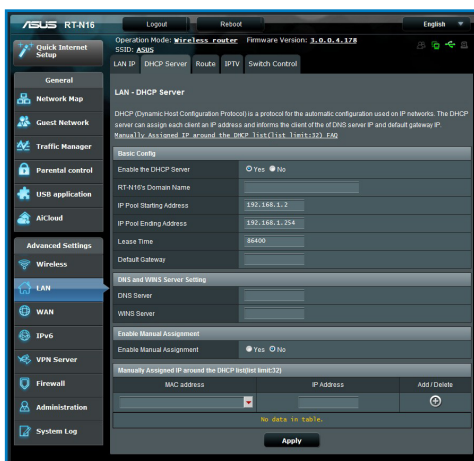 ASUS RT-N16 Logout Reboot English
Quick Internet Setup
Operation Mode: Wireless router Firmware Version: 3.0.0.4.178
SSID: ASUS
LAN IP DHCP Server Route IPTV Switch Control
General
Network Map
Guest Network
Traffic Manager
Parental control
USB application
AiCloud
Advanced Settings
Wireless
LAN
WAN
IPv6
VPN Server
Firewall
Administration
System Log
LAN - DHCP Server
DHCP (Dynamic Host Configuration Protocol) is a protocol for the automatic configuration used on IP networks. The DHCP
server can assign each client an IP address and informs the client of the of DNS server IP and default gateway IP.
Manually Assigned IP around the DHCP list(list limit:32) FAQ
Basic Config
Enable the DHCP Server Yes No
RT-N16's Domain Name
IP Pool Starting Address 192.168.1.2
IP Pool Ending Address 192.168.1.254
Lease Time 86400
Default Gateway
DNS and WINS Server Setting
DNS Server
WINS Server
Enable Manual Assignment
Enable Manual Assignment Yes No
Manually Assigned IP around the DHCP list(list limit:32)
MAC address IP Address Add / Delete
No data in table.
Apply